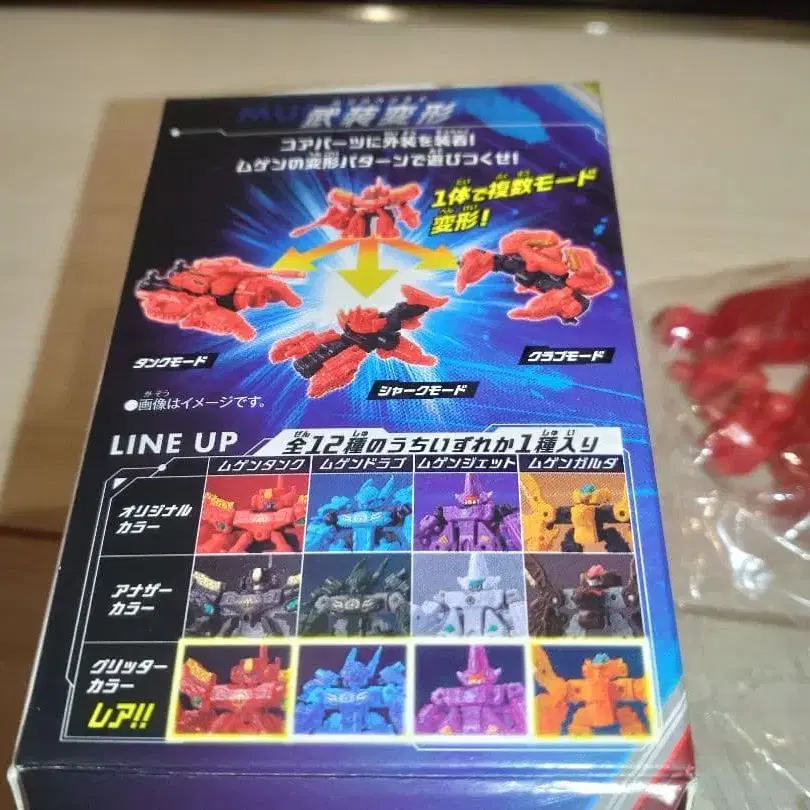 武装変形
コアパーツに外装を装着!
ムゲンの変形パターンで遊びつくせ!
1体で複数モード
変形!
タンクモード
シャークモード
クラブモード
●画像はイメージです。
LINE UP 全12種のうちいずれか1種入り
ムゲンタンク ムゲンドラゴ ムゲンジェット ムゲンガルダ
オリジナル
カラー
アナザー
カラー
グリッター
カラー
レア!!